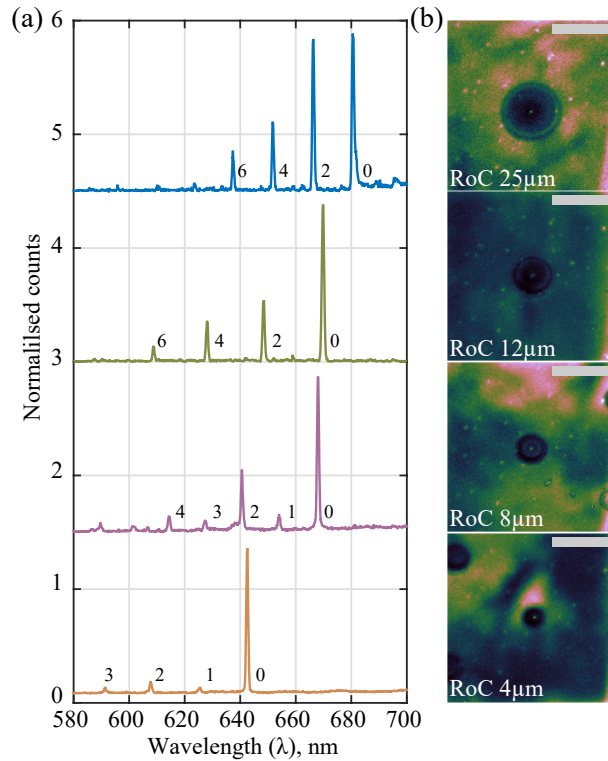 (a)
(b)
Normalilsed counts
6
5
4
3
2
1
0
6 4 2 0
6 4 2 0
4 3 2 1 0
3 2 1 0
580 600 620 640 660 680 700
Wavelength (λ), nm
RoC 25µm
RoC 12µm
RoC 8µm
RoC 4µm